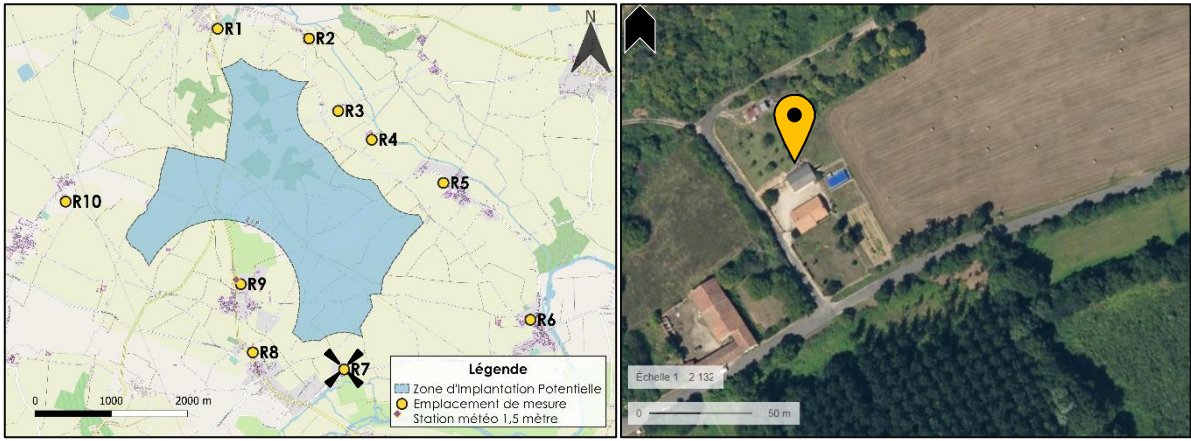 N
R1
R2
R3
R4
R5
R10
R9
R6
R8
R7
Légende
Zone d'Implantation Potentielle
Emplacement de mesure
Station météo 1,5 mètre
0 1000 2000 m
Échelle 1 : 2 132
0 50 m